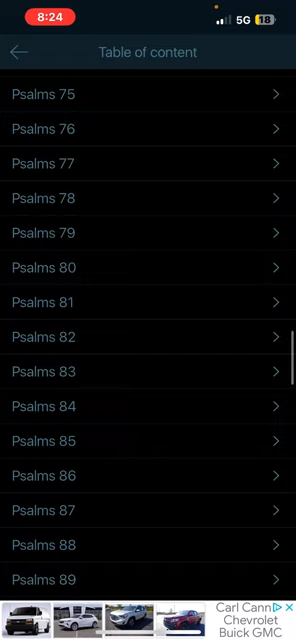 8:24
5G
18
Table of content
Psalms 75
Psalms 76
Psalms 77
Psalms 78
Psalms 79
Psalms 80
Psalms 81
Psalms 82
Psalms 83
Psalms 84
Psalms 85
Psalms 86
Psalms 87
Psalms 88
Psalms 89
Carl Cann
Chevrolet
Buick GMC